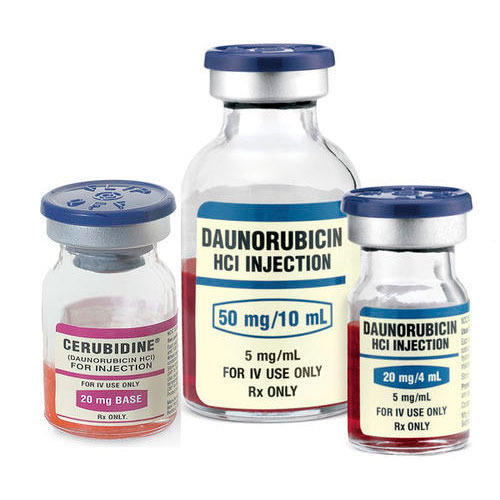 CERUBIDINE®
(DAUNORUBICIN HCl)
FOR INJECTION
FOR IV USE ONLY
20 mg BASE
Rx ONLY.
DAUNORUBICIN
HCl INJECTION
50 mg/10 mL
5 mg/mL
FOR IV USE ONLY
Rx ONLY
DAUNORUBICIN
HCl INJECTION
20 mg/4 mL
5 mg/mL
FOR IV USE ONLY
Rx ONLY